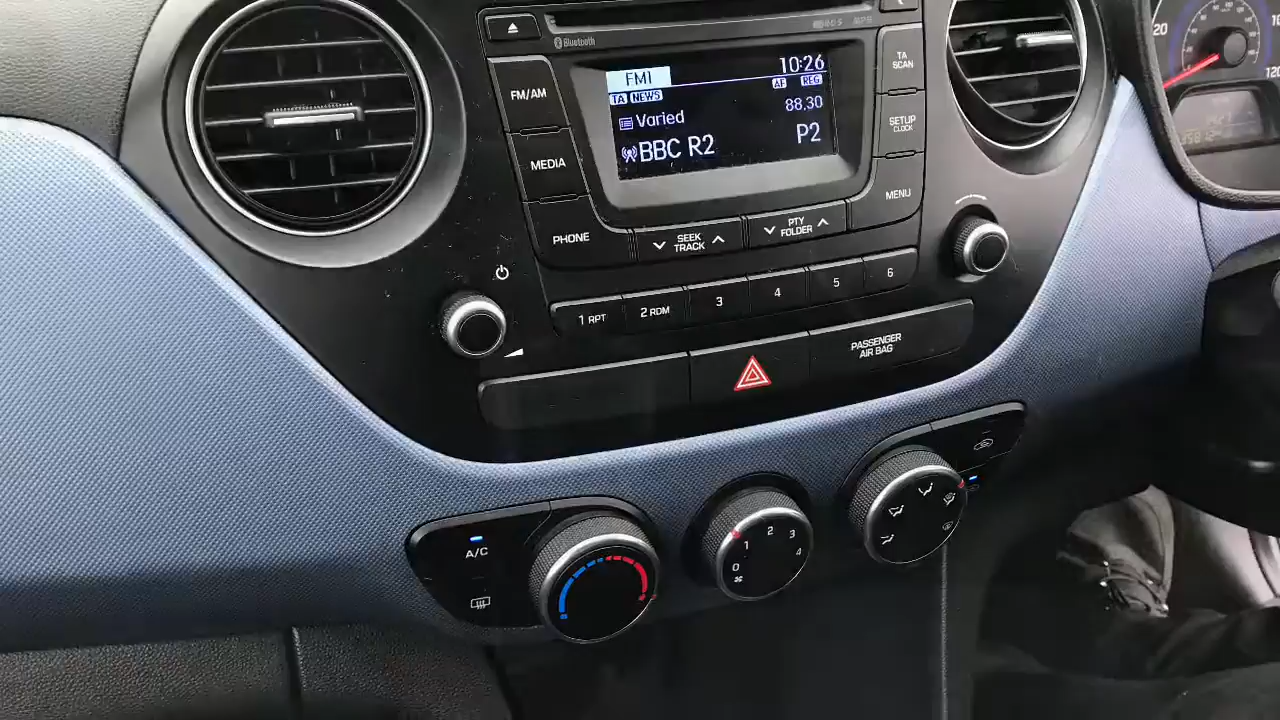 Bluetooth
FM1
10:26
TA NEWS
AF REG
Varied
88.30
BBC R2
P2
FM/AM
MEDIA
PHONE
TA
SCAN
SETUP
CLOCK
MENU
SEEK
TRACK
PTY
FOLDER
1 RPT
2 RDM
3
4
5
6
PASSENGER
AIR BAG
A/C
0
1
2
3
4
20
120